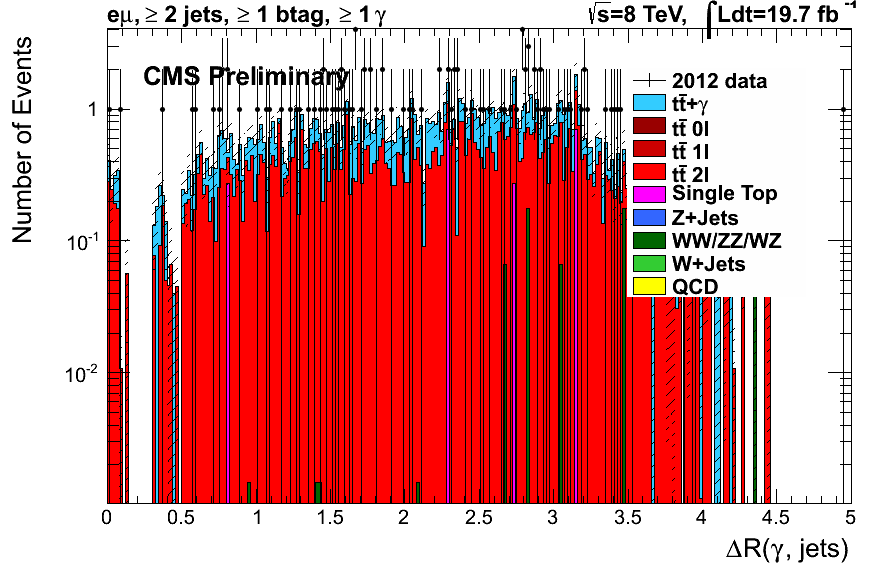 eμ, ≥ 2 jets, ≥ 1 btag, ≥ 1 γ
√s=8 TeV, ∫Ldt=19.7 fb⁻¹
CMS Preliminary
Number of Events
1
10⁻¹
10⁻²
2012 data
tt̄+γ
tt̄ 0l
tt̄ 1l
tt̄ 2l
Single Top
Z+Jets
WW/ZZ/WZ
W+Jets
QCD
0 0.5 1 1.5 2 2.5 3 3.5 4 4.5 5
ΔR(γ, jets)